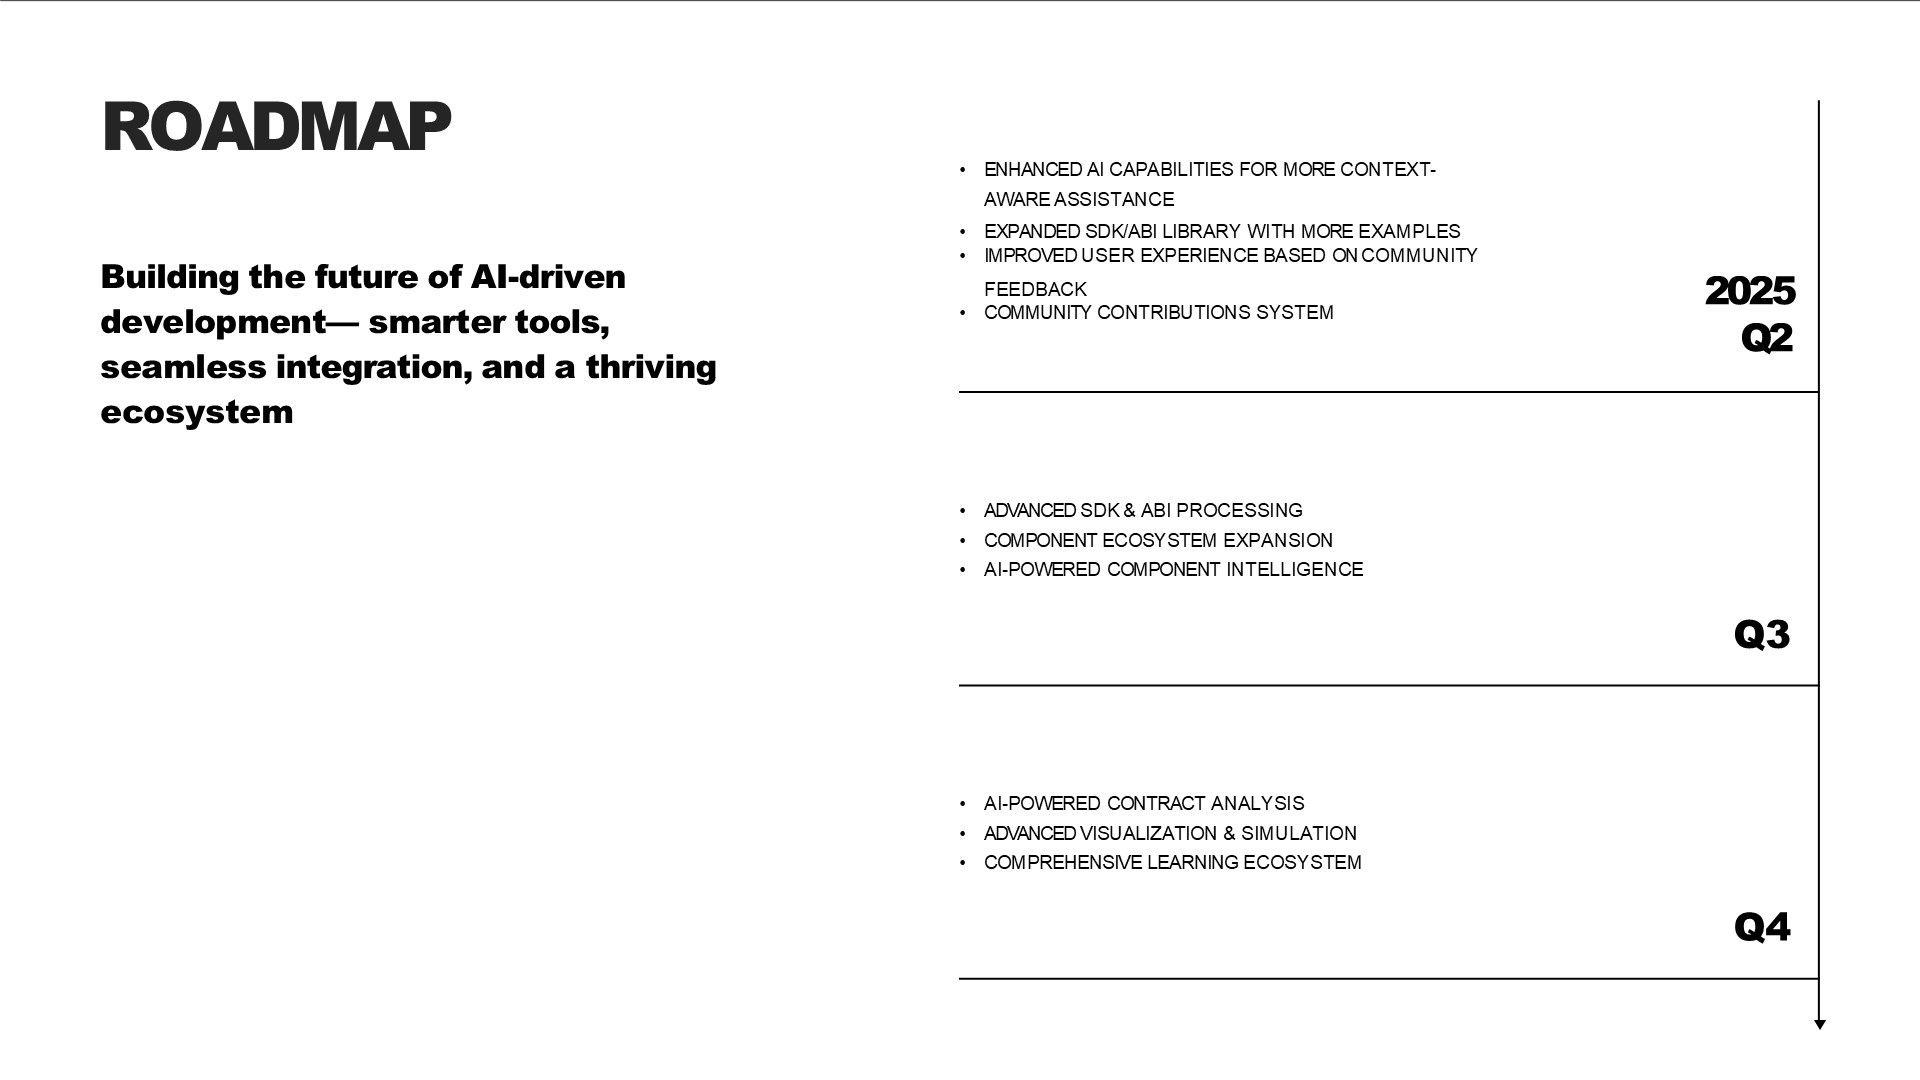 ROADMAP
Building the future of AI-driven
development— smarter tools,
seamless integration, and a thriving
ecosystem
• ENHANCED AI CAPABILITIES FOR MORE CONTEXT-
AWARE ASSISTANCE
• EXPANDED SDK/ABI LIBRARY WITH MORE EXAMPLES
• IMPROVED USER EXPERIENCE BASED ON COMMUNITY
FEEDBACK
• COMMUNITY CONTRIBUTIONS SYSTEM
2025
Q2
• ADVANCED SDK & ABI PROCESSING
• COMPONENT ECOSYSTEM EXPANSION
• AI-POWERED COMPONENT INTELLIGENCE
Q3
• AI-POWERED CONTRACT ANALYSIS
• ADVANCED VISUALIZATION & SIMULATION
• COMPREHENSIVE LEARNING ECOSYSTEM
Q4